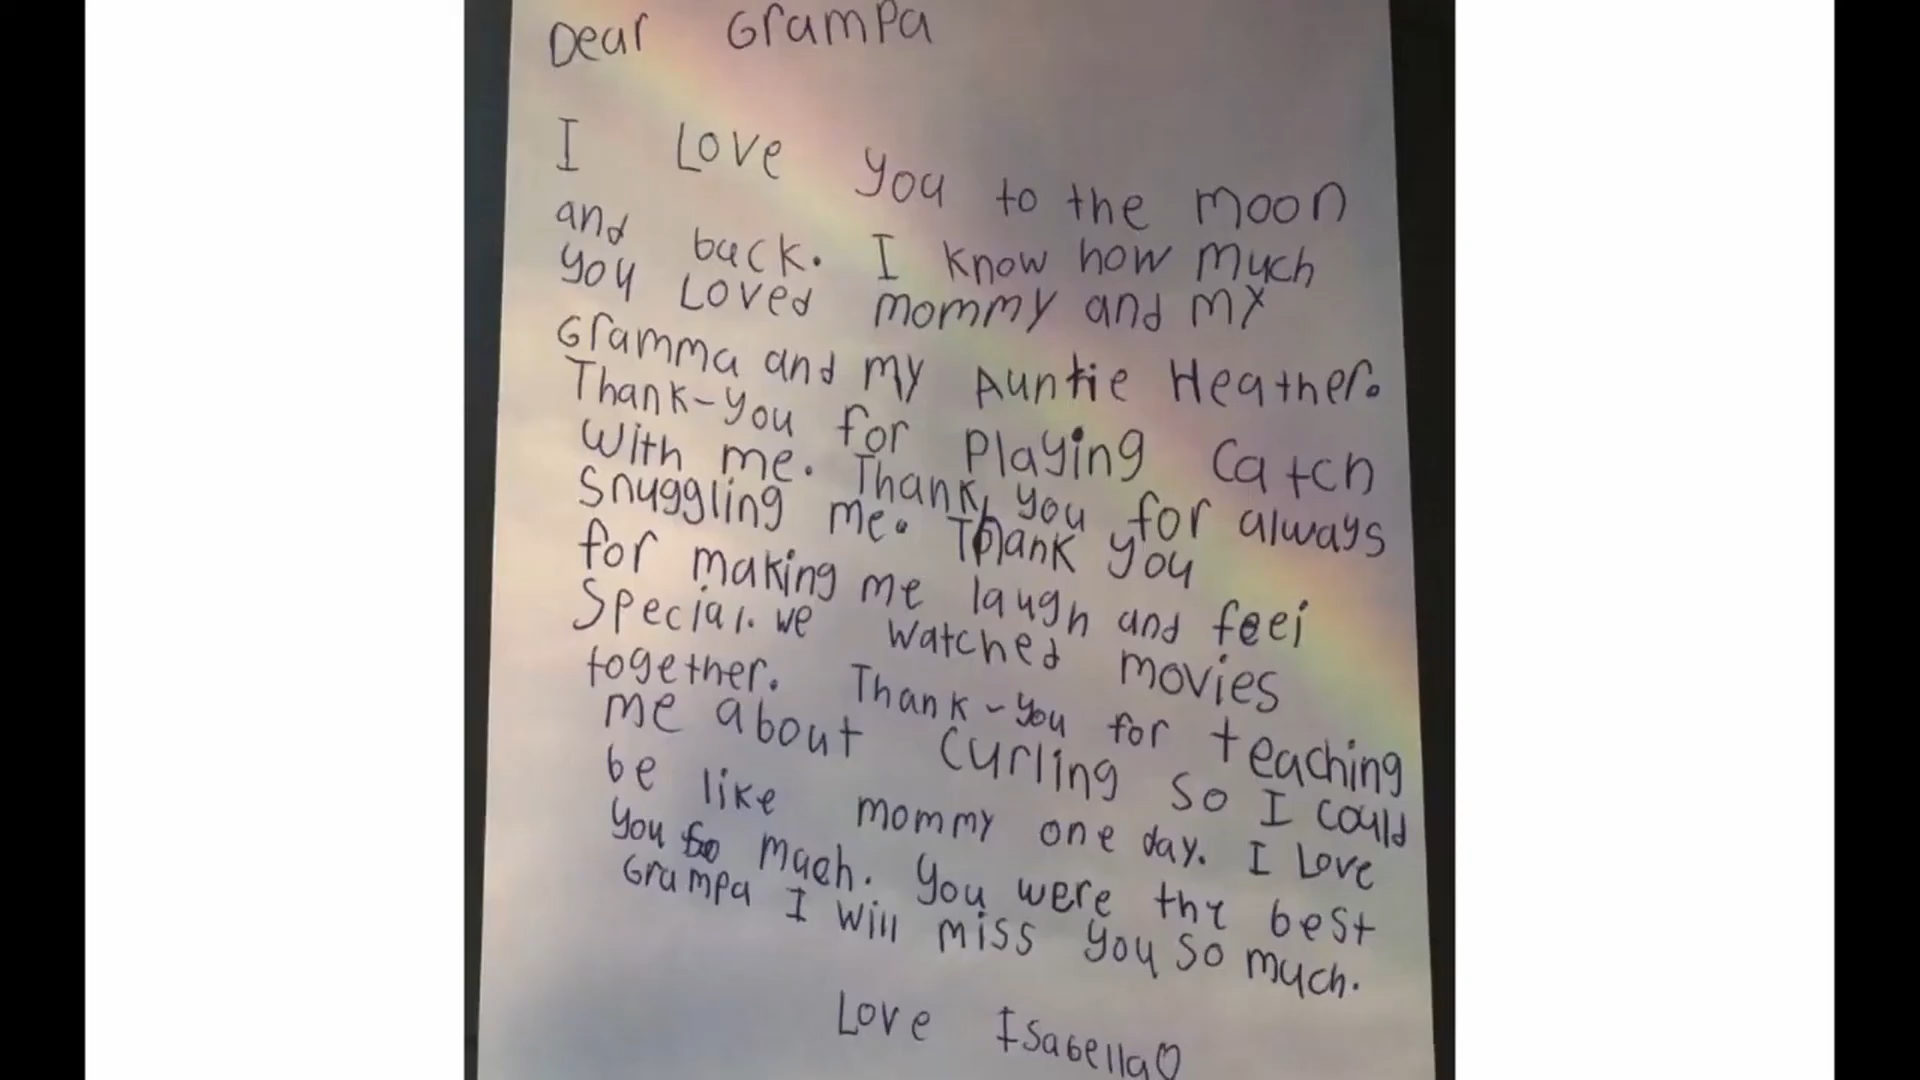 Dear Grampa
I Love you to the moon
and back. I know how much
you Loved mommy and my
Gramma and my Auntie Heather.
Thank-you for Playing Catch
with me. Thank you for always
snuggling me. Thank you
for making me laugh and feel
Special. we watched movies
together. Thank-you for teaching
me about Curling so I could
be like mommy one day. I Love
you so much. You were the best
Grampa I will miss you so much.
Love Isabella♡